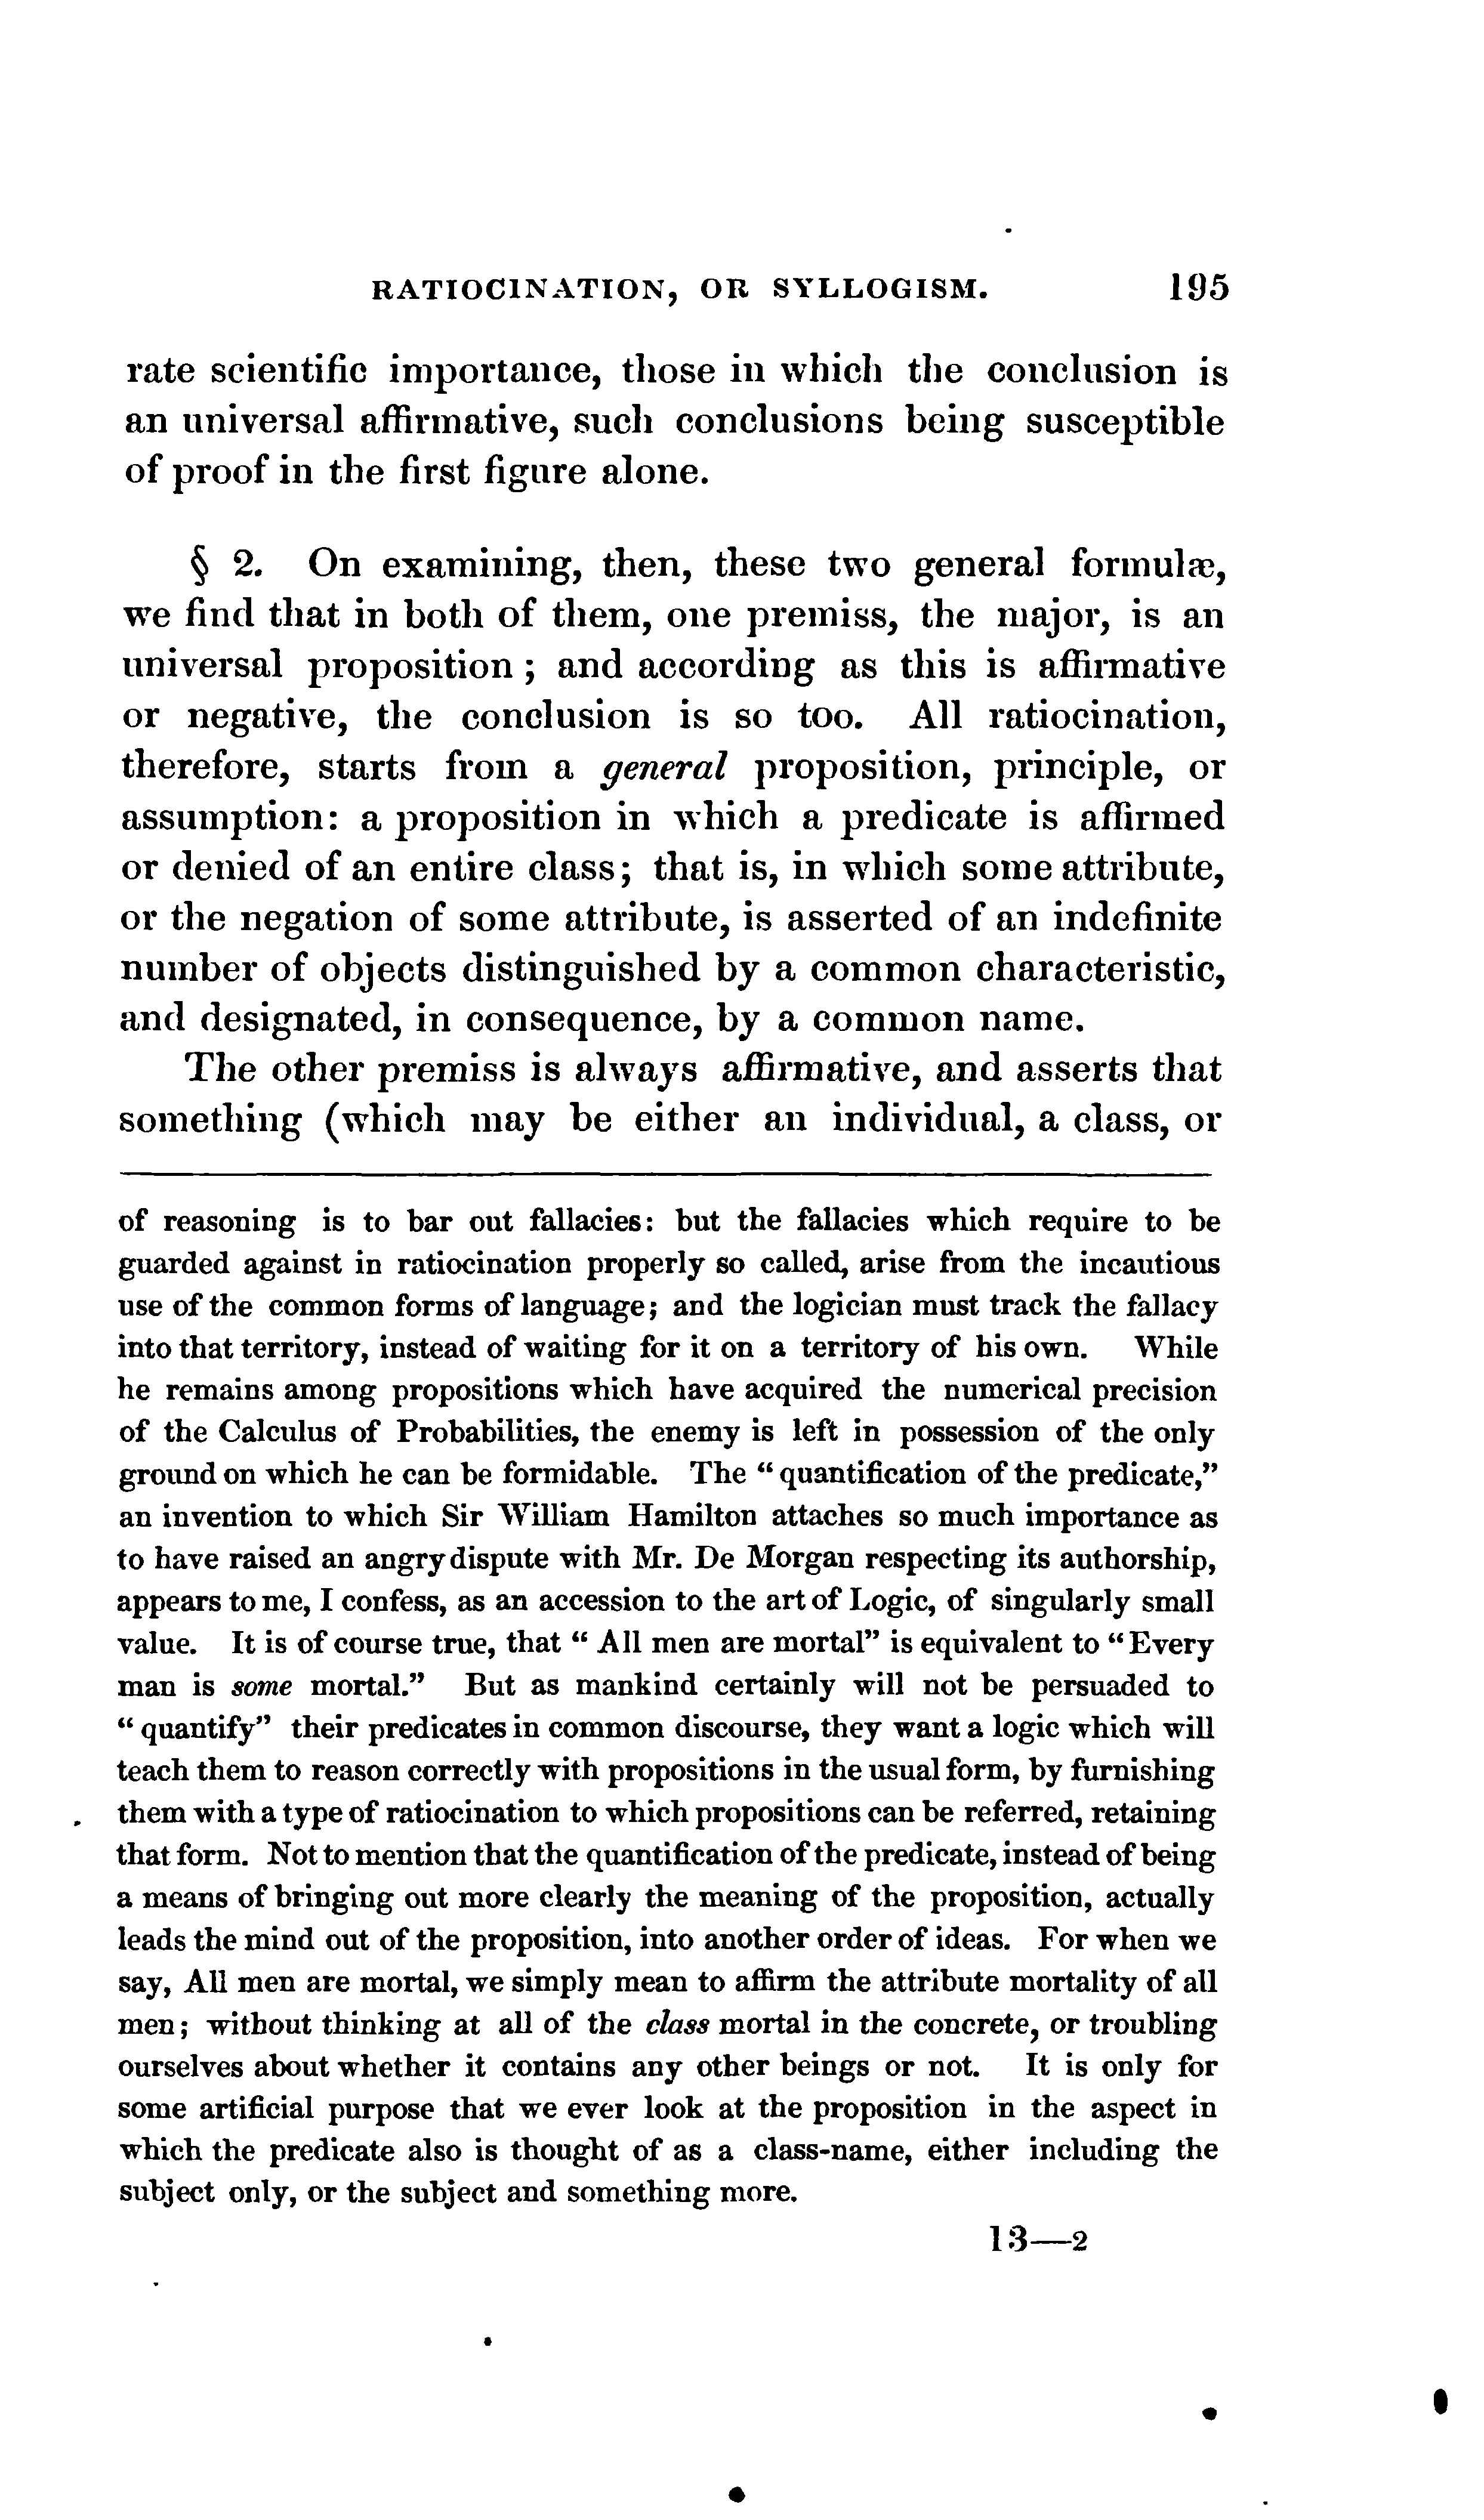 RATIOCINATION, OR SYLLOGISM. 195
rate scientific importance, those in which the conclusion is
an universal affirmative, such conclusions being susceptible
of proof in the first figure alone.
§ 2. On examining, then, these two general formulæ,
we find that in both of them, one premiss, the major, is an
universal proposition ; and according as this is affirmative
or negative, the conclusion is so too. All ratiocination,
therefore, starts from a general proposition, principle, or
assumption: a proposition in which a predicate is affirmed
or denied of an entire class; that is, in which some attribute,
or the negation of some attribute, is asserted of an indefinite
number of objects distinguished by a common characteristic,
and designated, in consequence, by a common name.
The other premiss is always affirmative, and asserts that
something (which may be either an individual, a class, or
of reasoning is to bar out fallacies: but the fallacies which require to be
guarded against in ratiocination properly so called, arise from the incautious
use of the common forms of language; and the logician must track the fallacy
into that territory, instead of waiting for it on a territory of his own. While
he remains among propositions which have acquired the numerical precision
of the Calculus of Probabilities, the enemy is left in possession of the only
ground on which he can be formidable. The “quantification of the predicate,”
an invention to which Sir William Hamilton attaches so much importance as
to have raised an angry dispute with Mr. De Morgan respecting its authorship,
appears to me, I confess, as an accession to the art of Logic, of singularly small
value. It is of course true, that “All men are mortal” is equivalent to “Every
man is some mortal.” But as mankind certainly will not be persuaded to
“quantify” their predicates in common discourse, they want a logic which will
teach them to reason correctly with propositions in the usual form, by furnishing
them with a type of ratiocination to which propositions can be referred, retaining
that form. Not to mention that the quantification of the predicate, instead of being
a means of bringing out more clearly the meaning of the proposition, actually
leads the mind out of the proposition, into another order of ideas. For when we
say, All men are mortal, we simply mean to affirm the attribute mortality of all
men; without thinking at all of the class mortal in the concrete, or troubling
ourselves about whether it contains any other beings or not. It is only for
some artificial purpose that we ever look at the proposition in the aspect in
which the predicate also is thought of as a class-name, either including the
subject only, or the subject and something more.
13—2